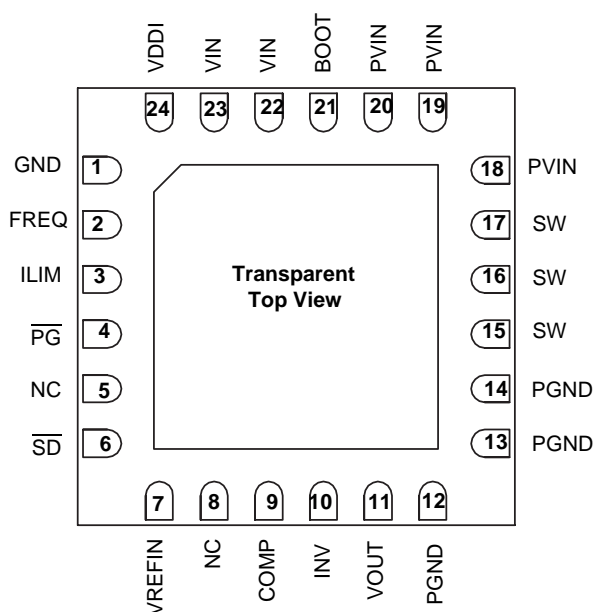 VDDI
VIN
VIN
BOOT
PVIN
PVIN
24
23
22
21
20
19
GND 1
FREQ 2
ILIM 3
P̅G̅ 4
NC 5
S̅D̅ 6
18 PVIN
17 SW
16 SW
15 SW
14 PGND
13 PGND
Transparent
Top View
7
8
9
10
11
12
VREFIN
NC
COMP
INV
VOUT
PGND